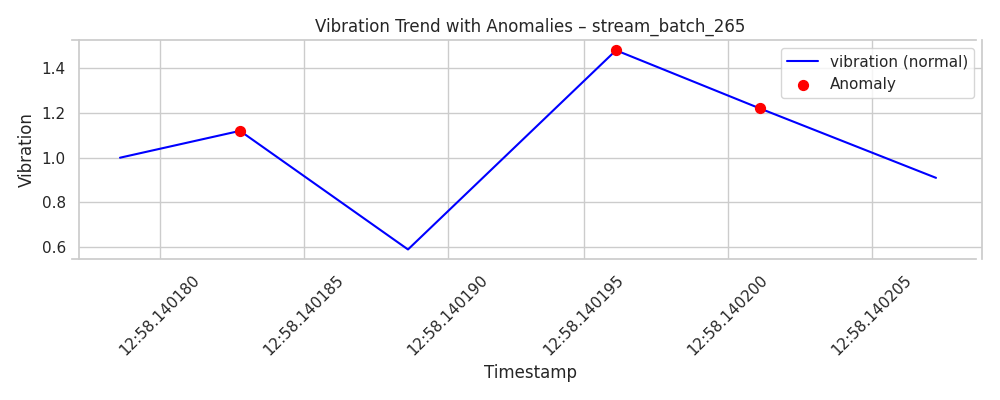 Vibration Trend with Anomalies – stream_batch_265
vibration (normal)
Anomaly
Vibration
1.4
1.2
1.0
0.8
0.6
12:58.140180
12:58.140185
12:58.140190
12:58.140195
12:58.140200
12:58.140205
Timestamp